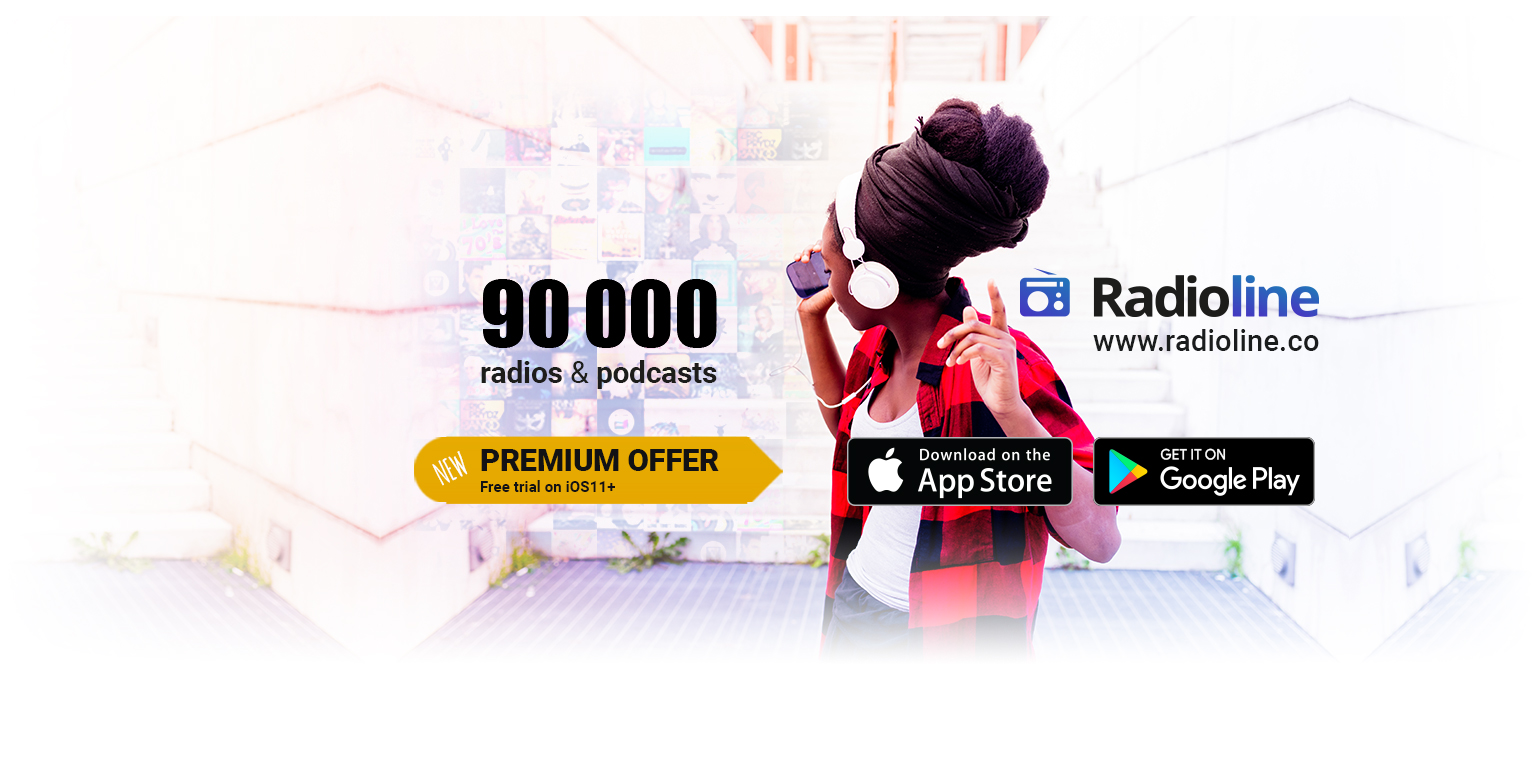 90 000
radios & podcasts
NEW
PREMIUM OFFER
Free trial on iOS11+
Radioline
www.radioline.co
Download on the
App Store
GET IT ON
Google Play